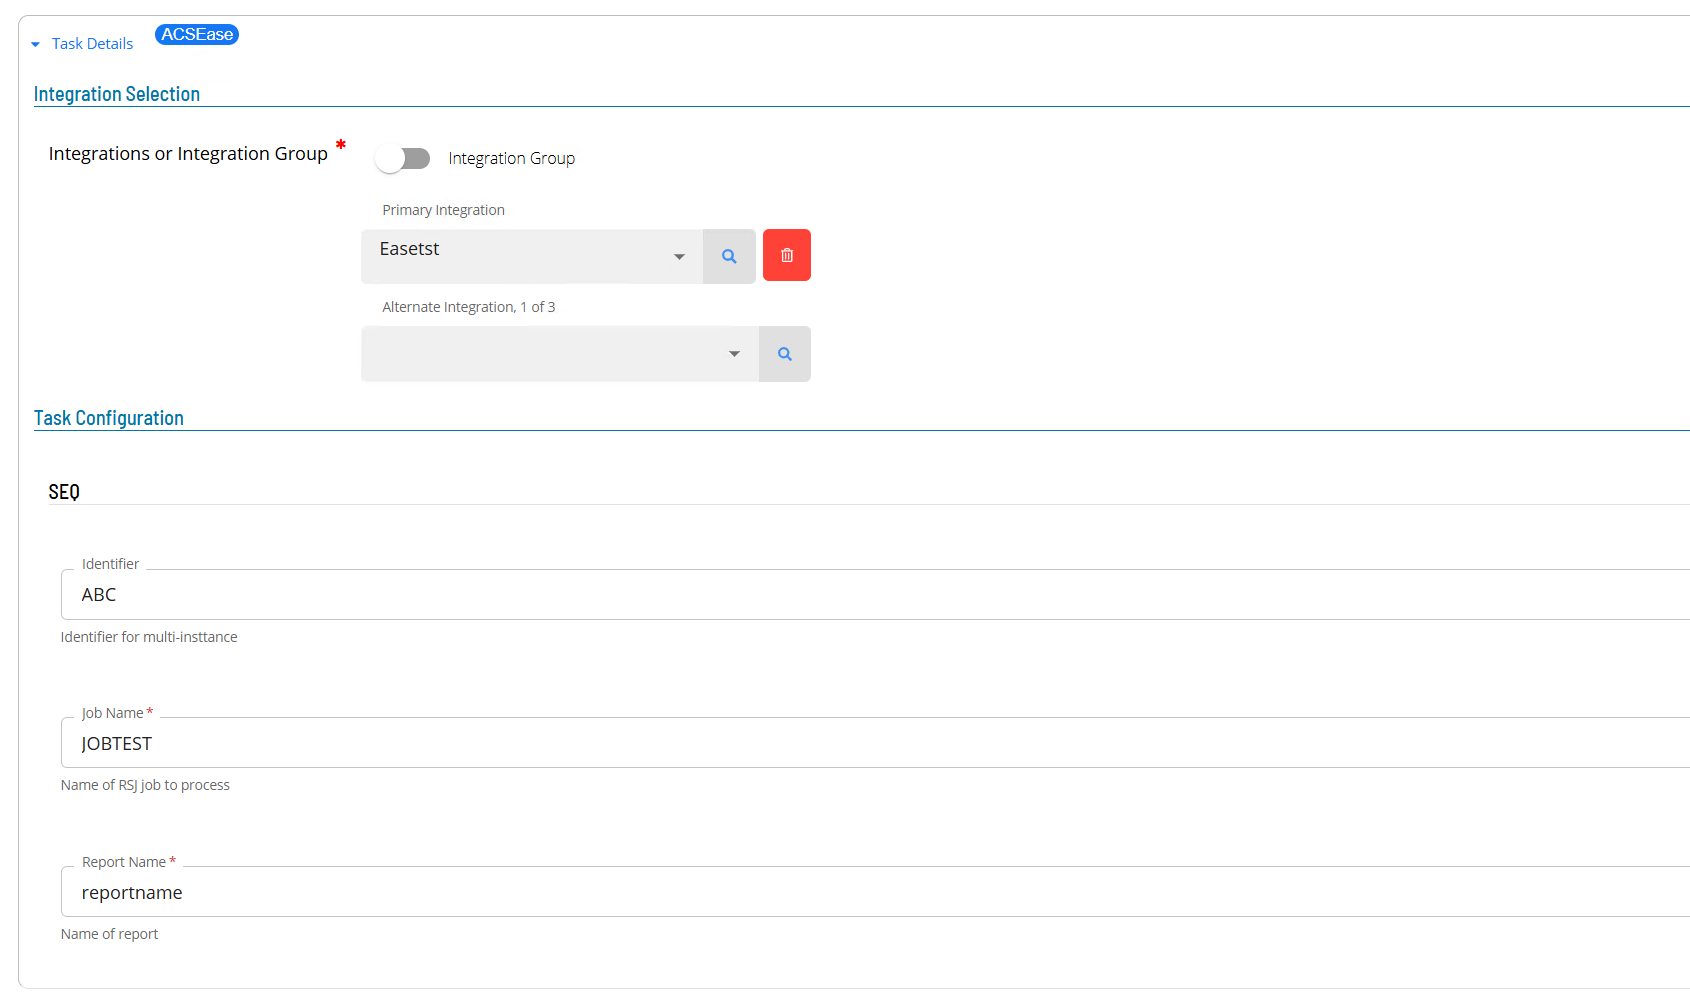 Task Details ACSEase
Integration Selection
Integrations or Integration Group *
Integration Group
Primary Integration
Easetst
Alternate Integration, 1 of 3
Task Configuration
SEQ
Identifier
ABC
Identifier for multi-insttance
Job Name *
JOBTEST
Name of RSJ job to process
Report Name *
reportname
Name of report